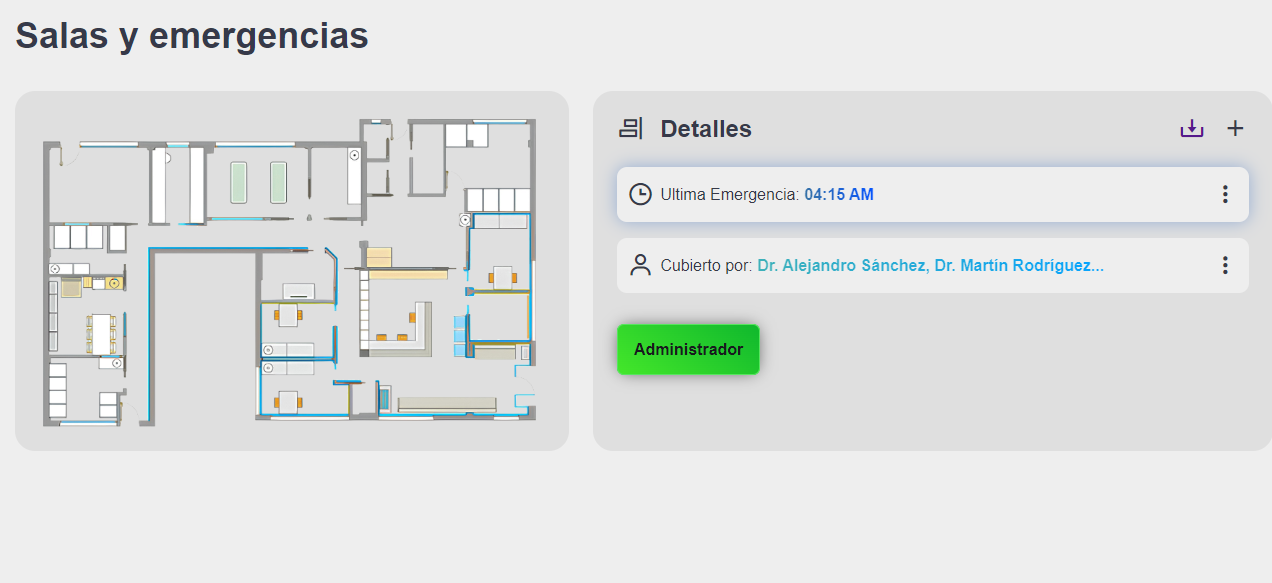 Salas y emergencias
Detalles
Ultima Emergencia: 04:15 AM
Cubierto por: Dr. Alejandro Sánchez, Dr. Martín Rodríguez...
Administrador